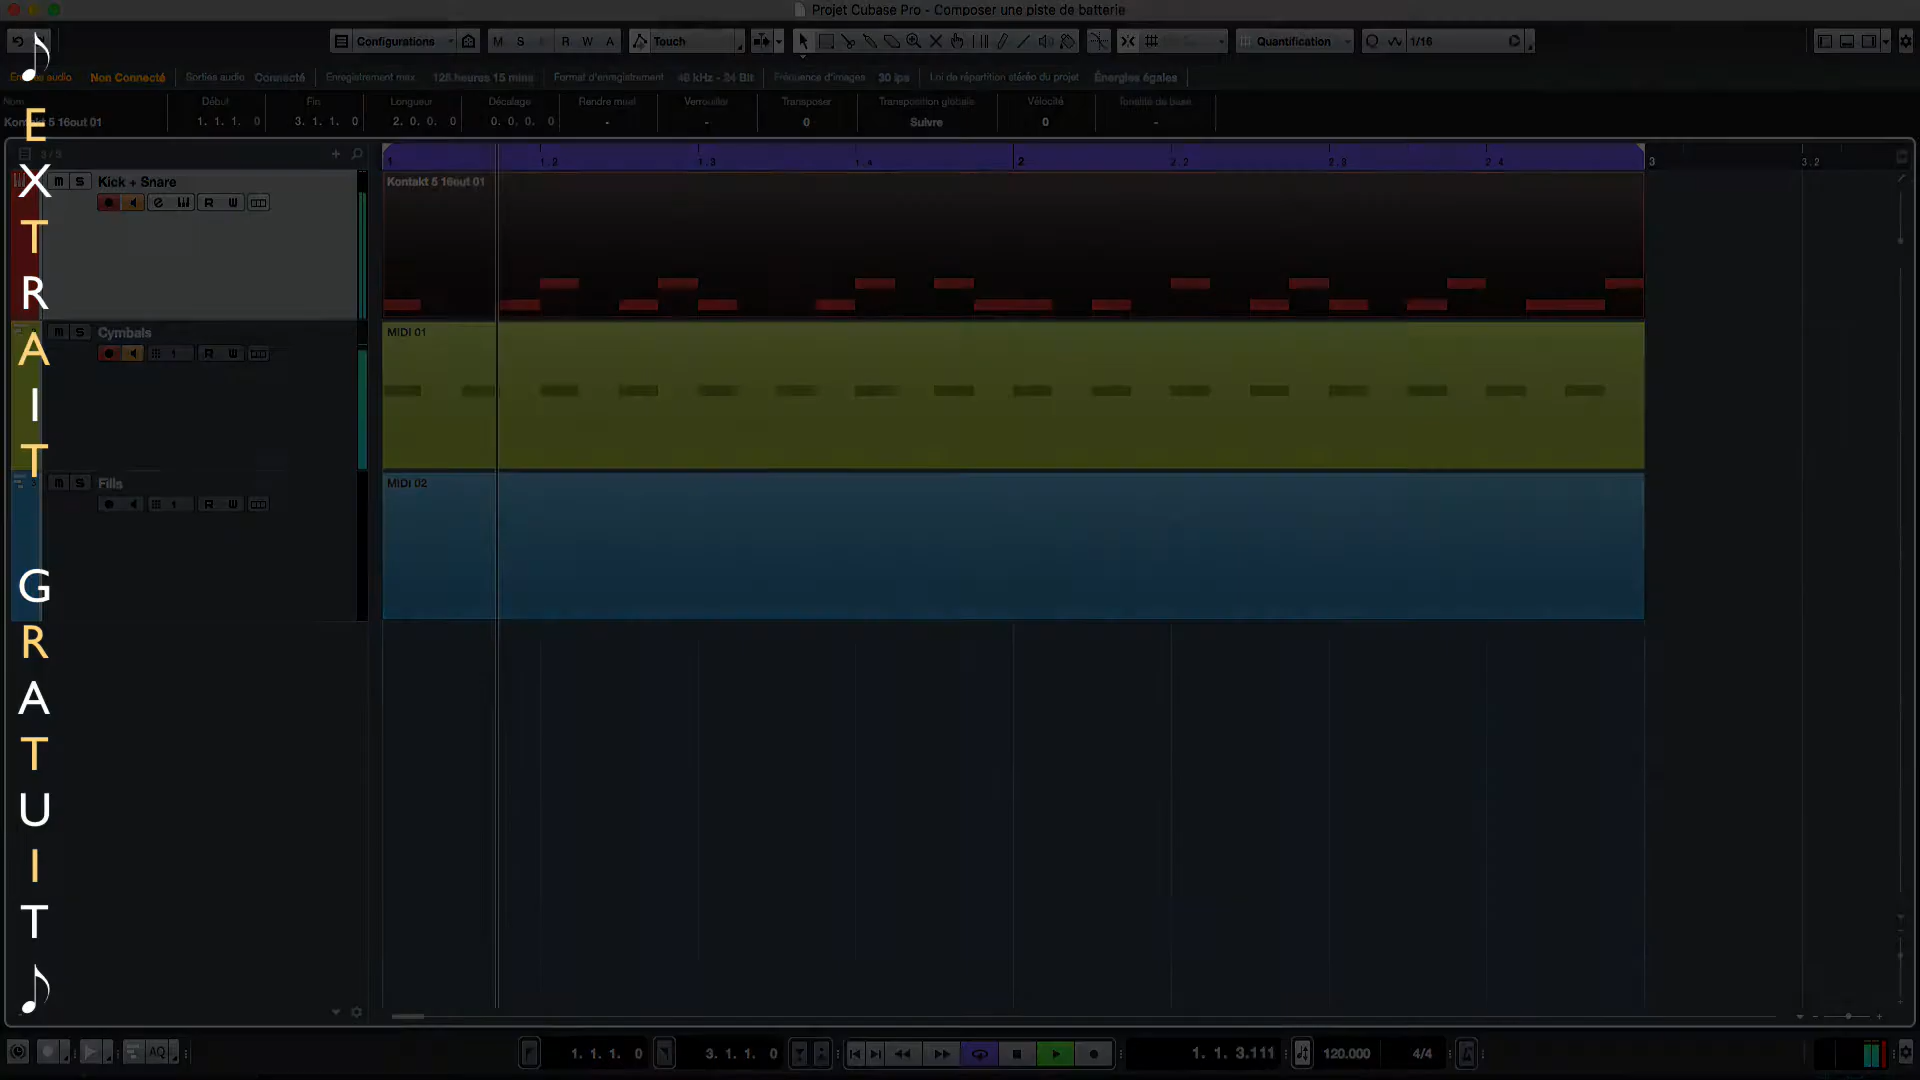 Projet Cubase Pro - Composer une piste de batterie
Configurations
M S R W A
Touch
Quantification
1/16
Non Connecté
Sorties audio Connecté
Enregistrement max. 128 heures 15 mins
Format d'enregistrement 48 kHz - 24 Bit
Fréquence d'images 30 ips
Loi de répartition stéréo du projet Énergies égales
Début Fin Longueur Décalage Rendre muet Verrouiller Transposer Transposition globale Vélocité Tonalité de base
Kontakt 5 16out 01 1. 1. 1. 0 3. 1. 1. 0 2. 0. 0. 0 0. 0. 0. 0 - - 0 Suivre 0 -
EXTRAIT GRATUIT
1 1.2 1.3 1.4 2 2.2 2.3 2.4 3 3.2
m S Kick + Snare
e R W
Kontakt 5 16out 01
m S Cymbals
1 R W
MIDI 01
m S Fills
1 R W
MIDI 02
AQ
1. 1. 1. 0
3. 1. 1. 0
1. 1. 3.111
120.000
4/4